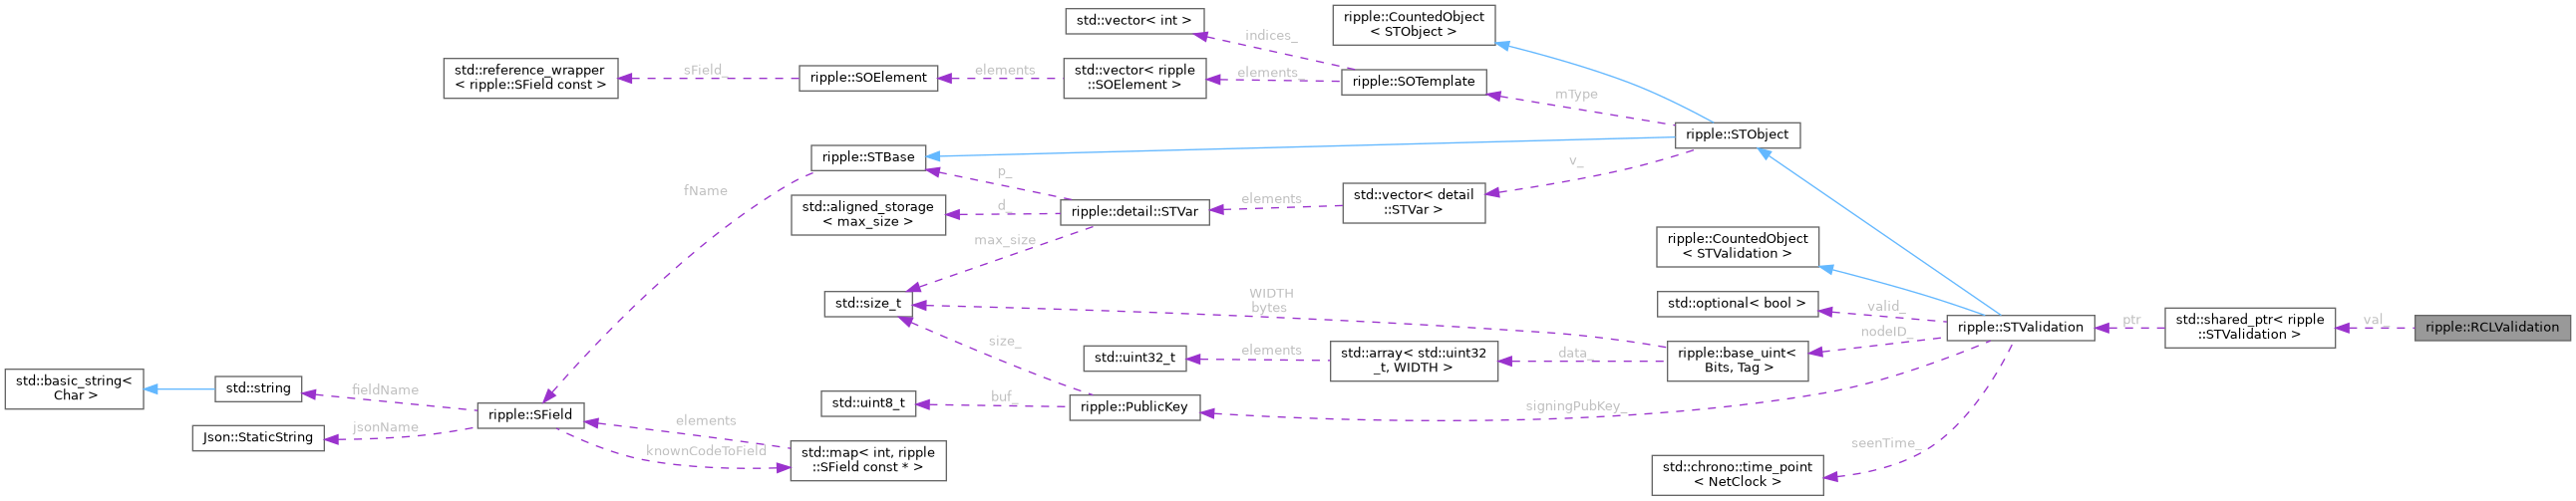 std::vector< int >
ripple::CountedObject
< STObject >
indices_
std::reference_wrapper
< ripple::SField const >
sField_
ripple::SOElement
elements
std::vector< ripple
::SOElement >
elements_
ripple::SOTemplate
mType
ripple::STObject
ripple::STBase
v_
p_
fName
std::aligned_storage
< max_size >
d_
ripple::detail::STVar
elements
std::vector< detail
::STVar >
max_size
ripple::CountedObject
< STValidation >
std::size_t
WIDTH
bytes
std::optional< bool >
valid_
nodeID_
ripple::STValidation
ptr
std::shared_ptr< ripple
::STValidation >
val_
ripple::RCLValidation
size_
std::uint32_t
elements
std::array< std::uint32
_t, WIDTH >
data_
ripple::base_uint<
Bits, Tag >
std::basic_string<
Char >
std::string
fieldName
ripple::SField
std::uint8_t
buf_
ripple::PublicKey
signingPubKey_
Json::StaticString
jsonName
elements
knownCodeToField
std::map< int, ripple
::SField const * >
seenTime_
std::chrono::time_point
< NetClock >